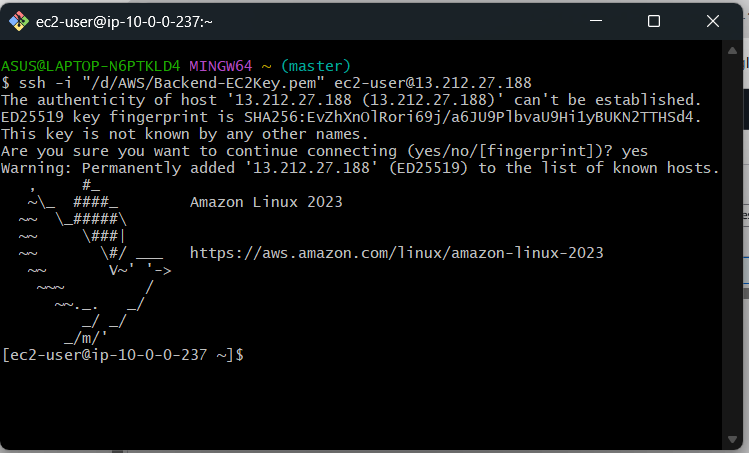 ec2-user@ip-10-0-0-237:~
ASUS@LAPTOP-N6PTKLD4 MINGW64 ~ (master)
$ ssh -i "/d/AWS/Backend-EC2Key.pem" ec2-user@13.212.27.188
The authenticity of host '13.212.27.188 (13.212.27.188)' can't be established.
ED25519 key fingerprint is SHA256:EvZhXnOlRori69j/a6JU9PlbvaU9Hi1yBUKN2TTHSd4.
This key is not known by any other names.
Are you sure you want to continue connecting (yes/no/[fingerprint])? yes
Warning: Permanently added '13.212.27.188' (ED25519) to the list of known hosts.
   ,     #_
   ~\_  ####_        Amazon Linux 2023
  ~~  \_#####\
  ~~     \###|
  ~~       \#/ ___   https://aws.amazon.com/linux/amazon-linux-2023
   ~~       V~' '->
    ~~~         /
      ~~._.   _/
         _/ _/
       _/m/'
[ec2-user@ip-10-0-0-237 ~]$